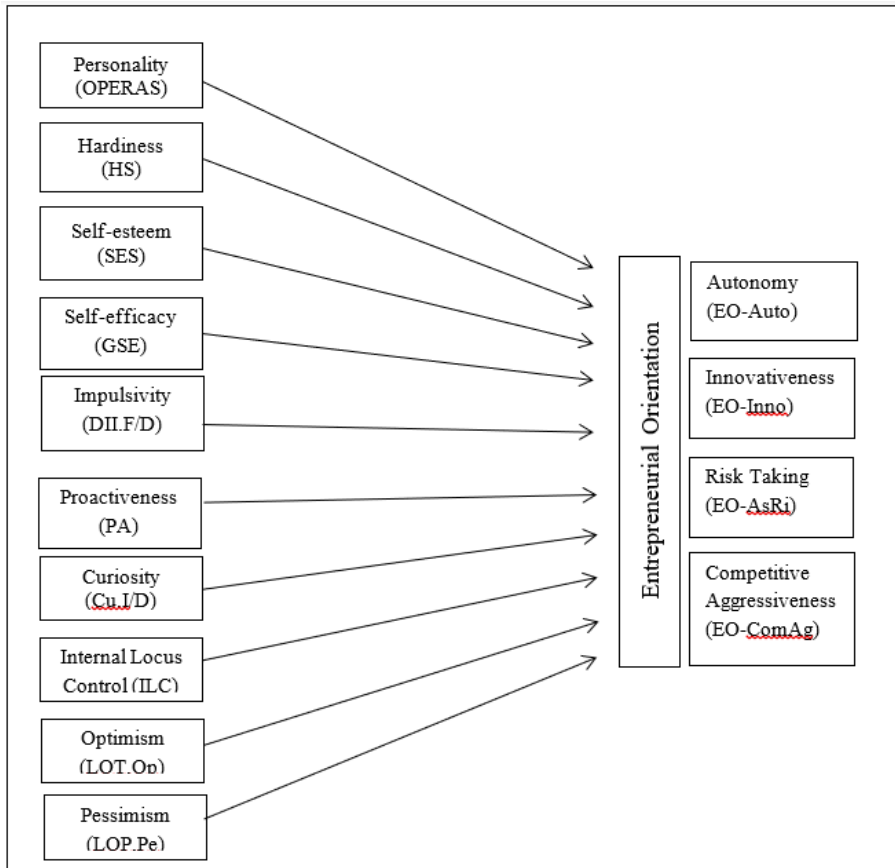 Personality
(OPERAS)
Hardiness
(HS)
Self-esteem
(SES)
Self-efficacy
(GSE)
Impulsivity
(DII.F/D)
Proactiveness
(PA)
Curiosity
(Cu.I/D)
Internal Locus
Control (ILC)
Optimism
(LOT.Op)
Pessimism
(LOP.Pe)
Entrepreneurial Orientation
Autonomy
(EO-Auto)
Innovativeness
(EO-Inno)
Risk Taking
(EO-AsRi)
Competitive
Aggressiveness
(EO-ComAg)